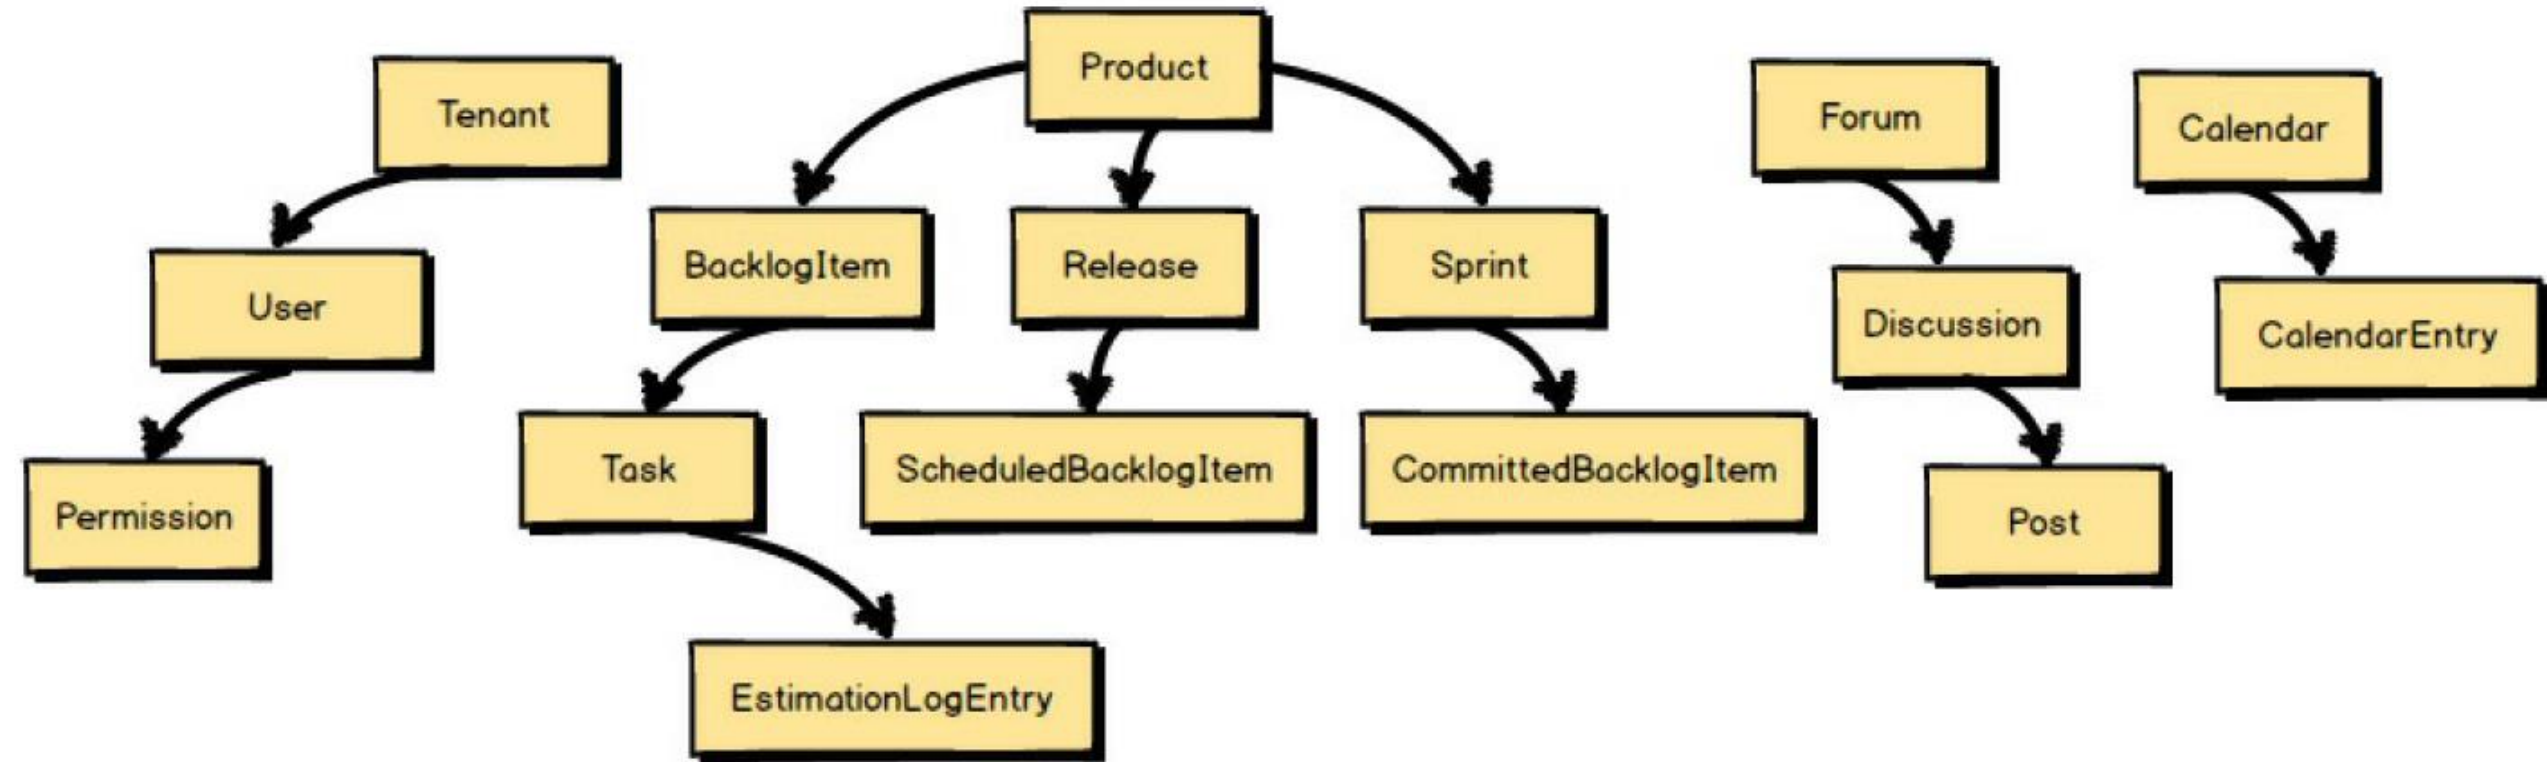 Product
Tenant
Forum
Calendar
User
BacklogItem
Release
Sprint
Discussion
CalendarEntry
Permission
Task
ScheduledBacklogItem
CommittedBacklogItem
Post
EstimationLogEntry